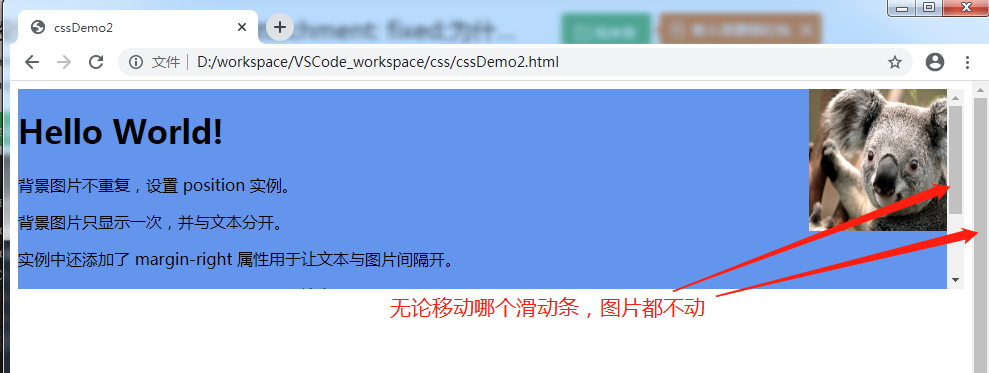 cssDemo2
chment: fixed;为什...
文件 D:/workspace/VSCode_workspace/css/cssDemo2.html
Hello World!
背景图片不重复，设置 position 实例。
背景图片只显示一次，并与文本分开。
实例中还添加了 margin-right 属性用于让文本与图片间隔开。
无论移动哪个滑动条，图片都不动